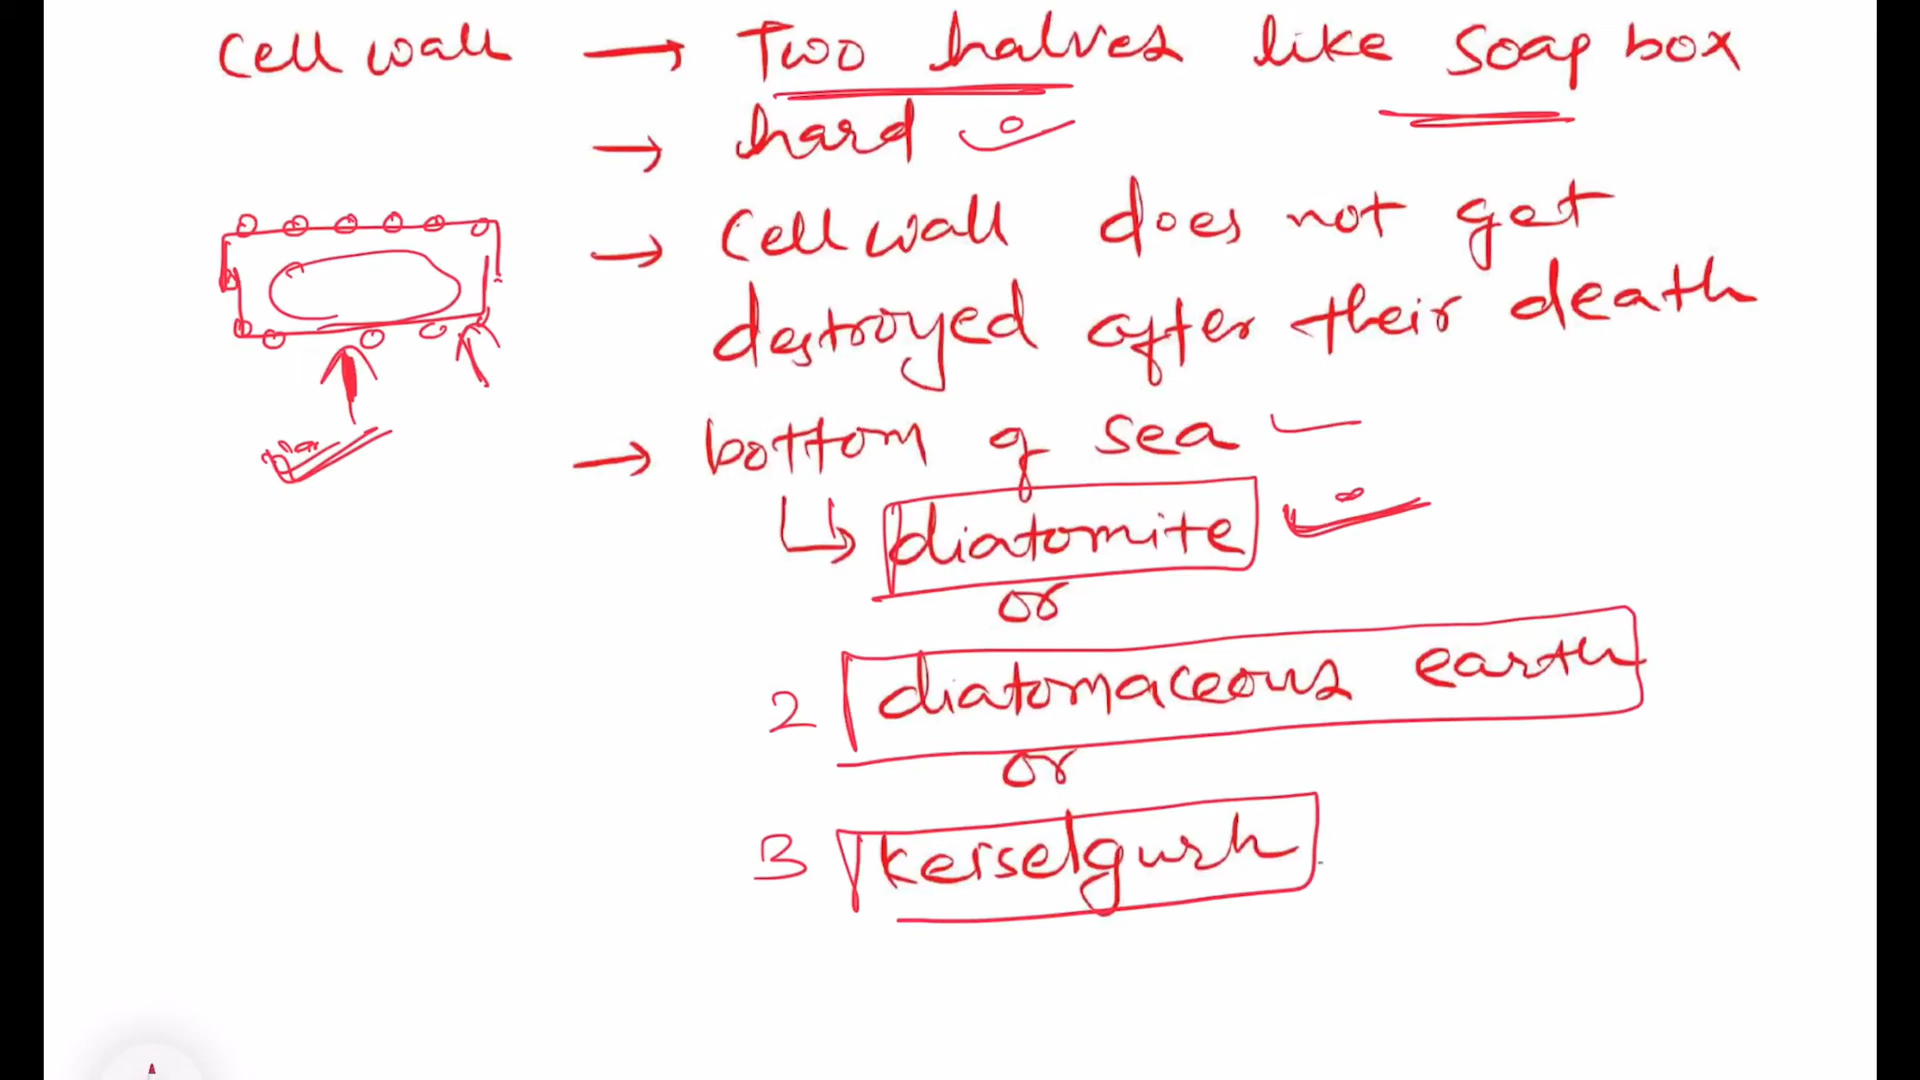 Cell wall → Two halves like soap box
→ hard
→ Cell wall does not get
destroyed after their death
→ bottom of sea
diatomite
or
2 diatomaceous earth
or
3 keiselgurh